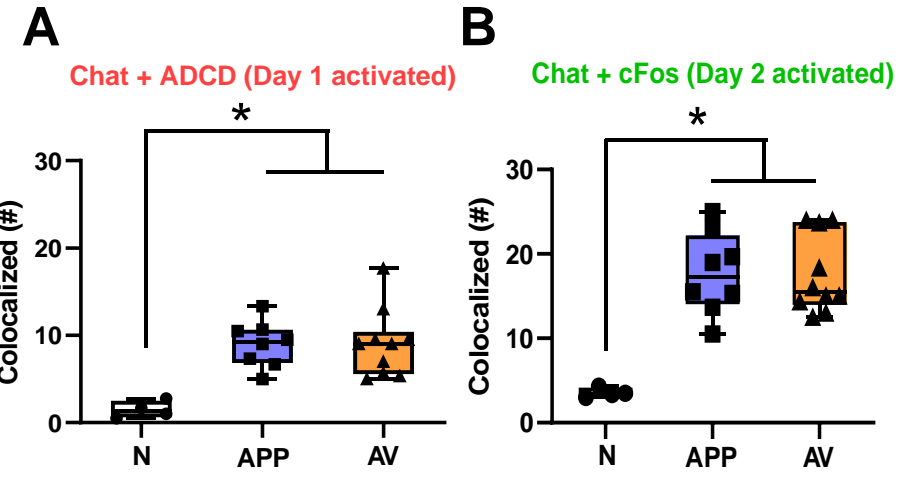 A
B
Chat + ADCD (Day 1 activated)
Chat + cFos (Day 2 activated)
*
*
Colocalized (#)
30
20
10
0
N
APP
AV
Colocalized (#)
30
20
10
0
N
APP
AV